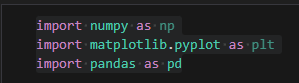 import numpy as np
import matplotlib.pyplot as plt
import pandas as pd